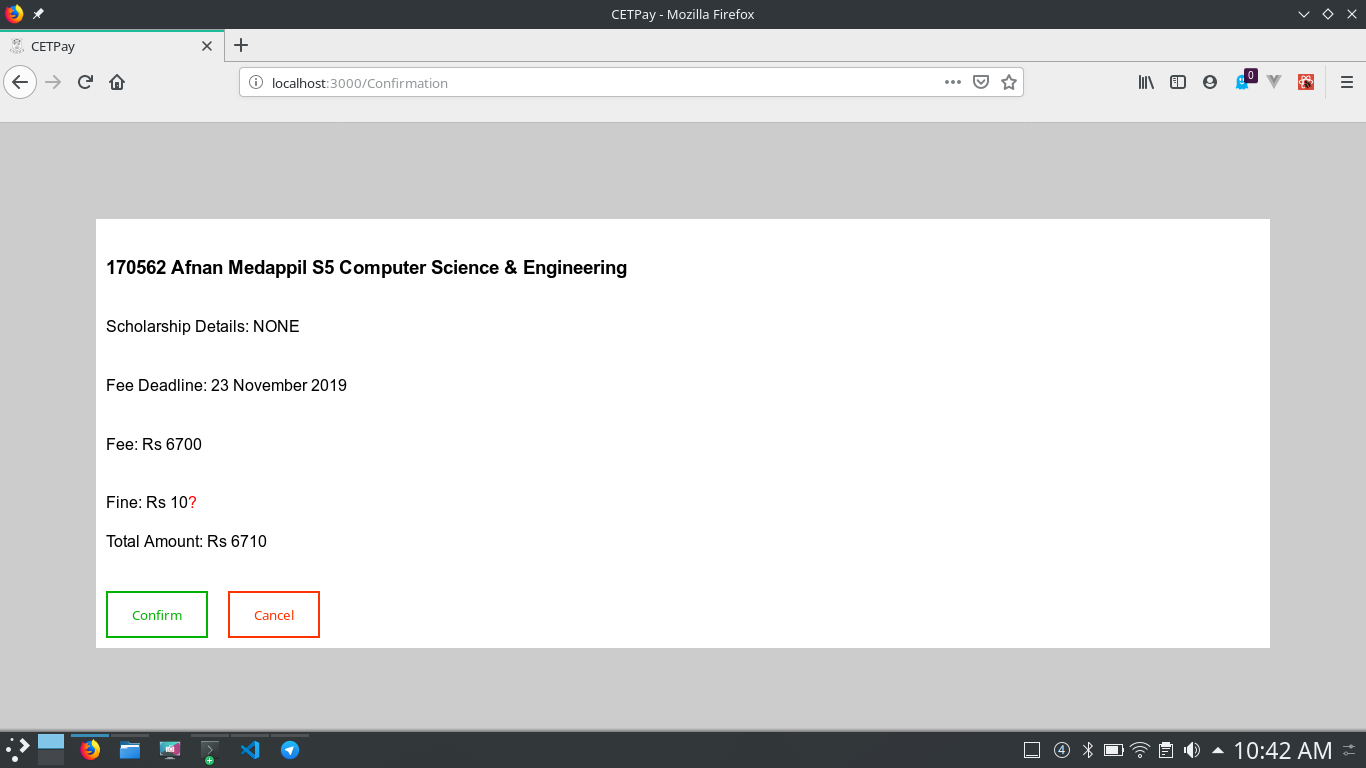 CETPay - Mozilla Firefox
CETPay
localhost:3000/Confirmation
0
170562 Afnan Medappil S5 Computer Science & Engineering
Scholarship Details: NONE
Fee Deadline: 23 November 2019
Fee: Rs 6700
Fine: Rs 10?
Total Amount: Rs 6710
Confirm Cancel
4 10:42 AM